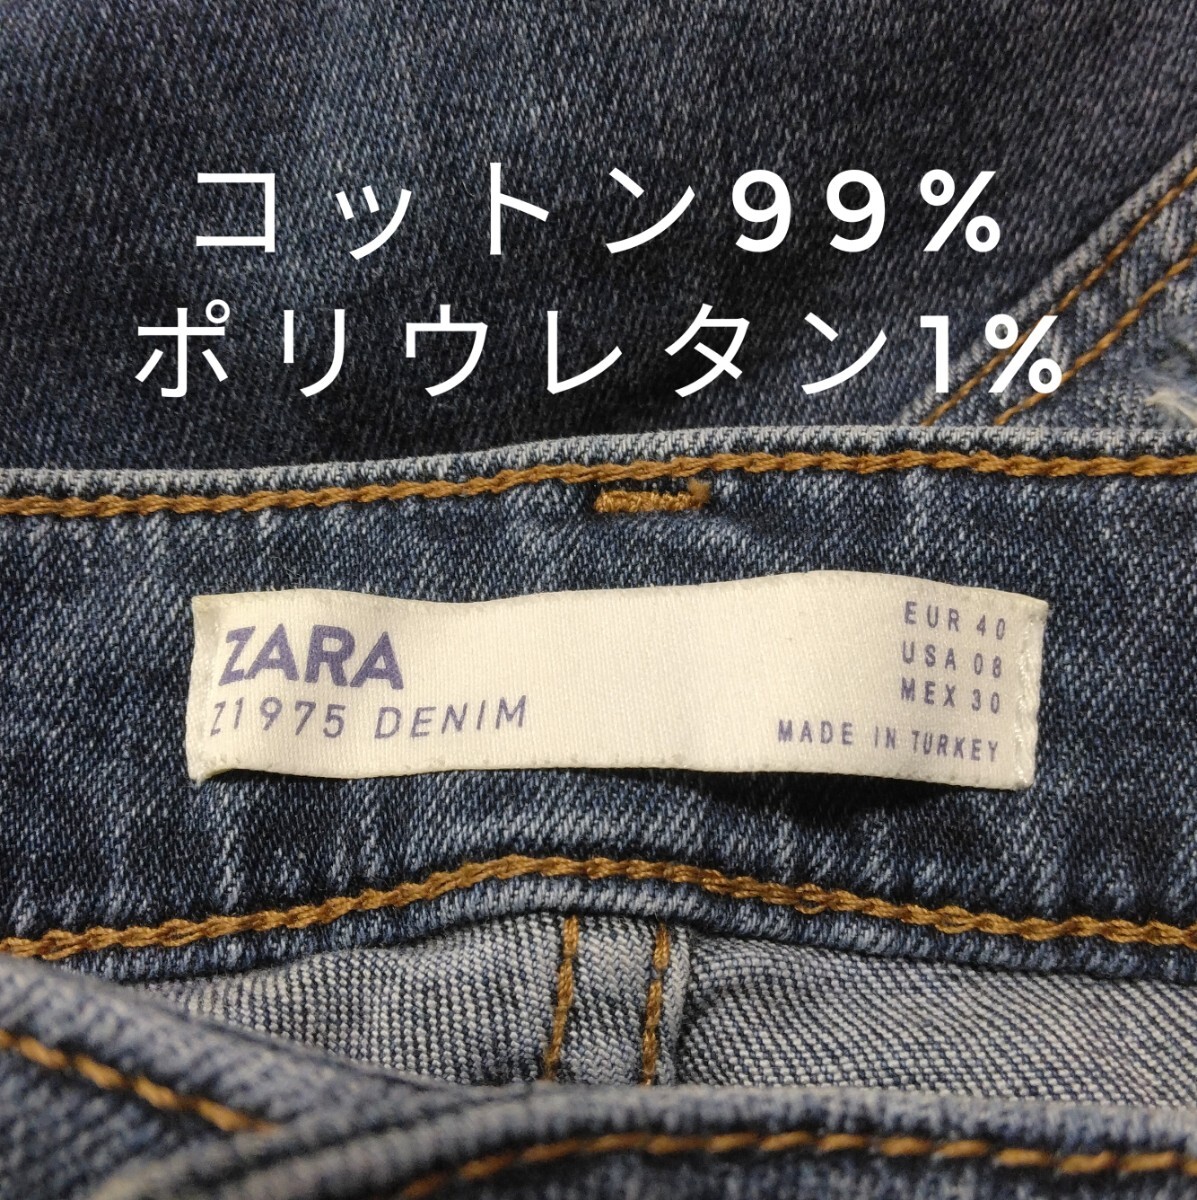 コットン99%
ポリウレタン1%
ZARA
Z1975 DENIM
EUR 40
USA 08
MEX 30
MADE IN TURKEY